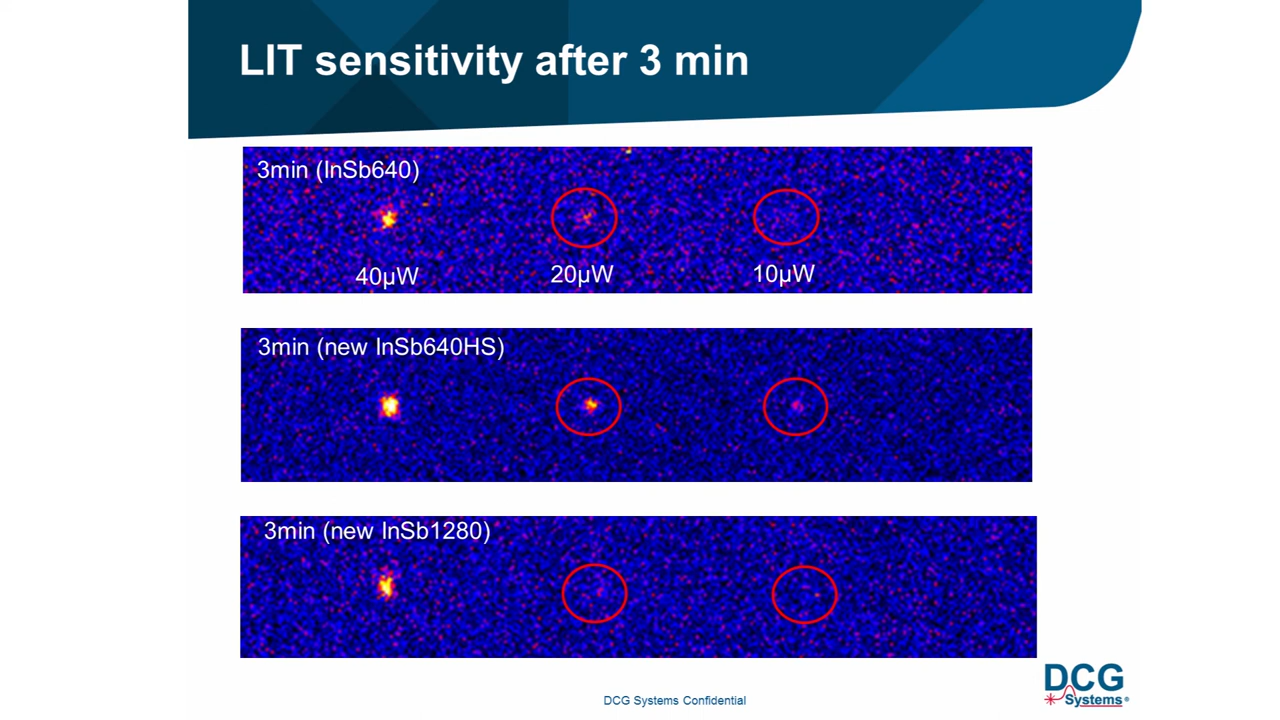 LIT sensitivity after 3 min
3min (InSb640)
40µW 20µW 10µW
3min (new InSb640HS)
3min (new InSb1280)
DCG Systems Confidential
DCG
Systems®